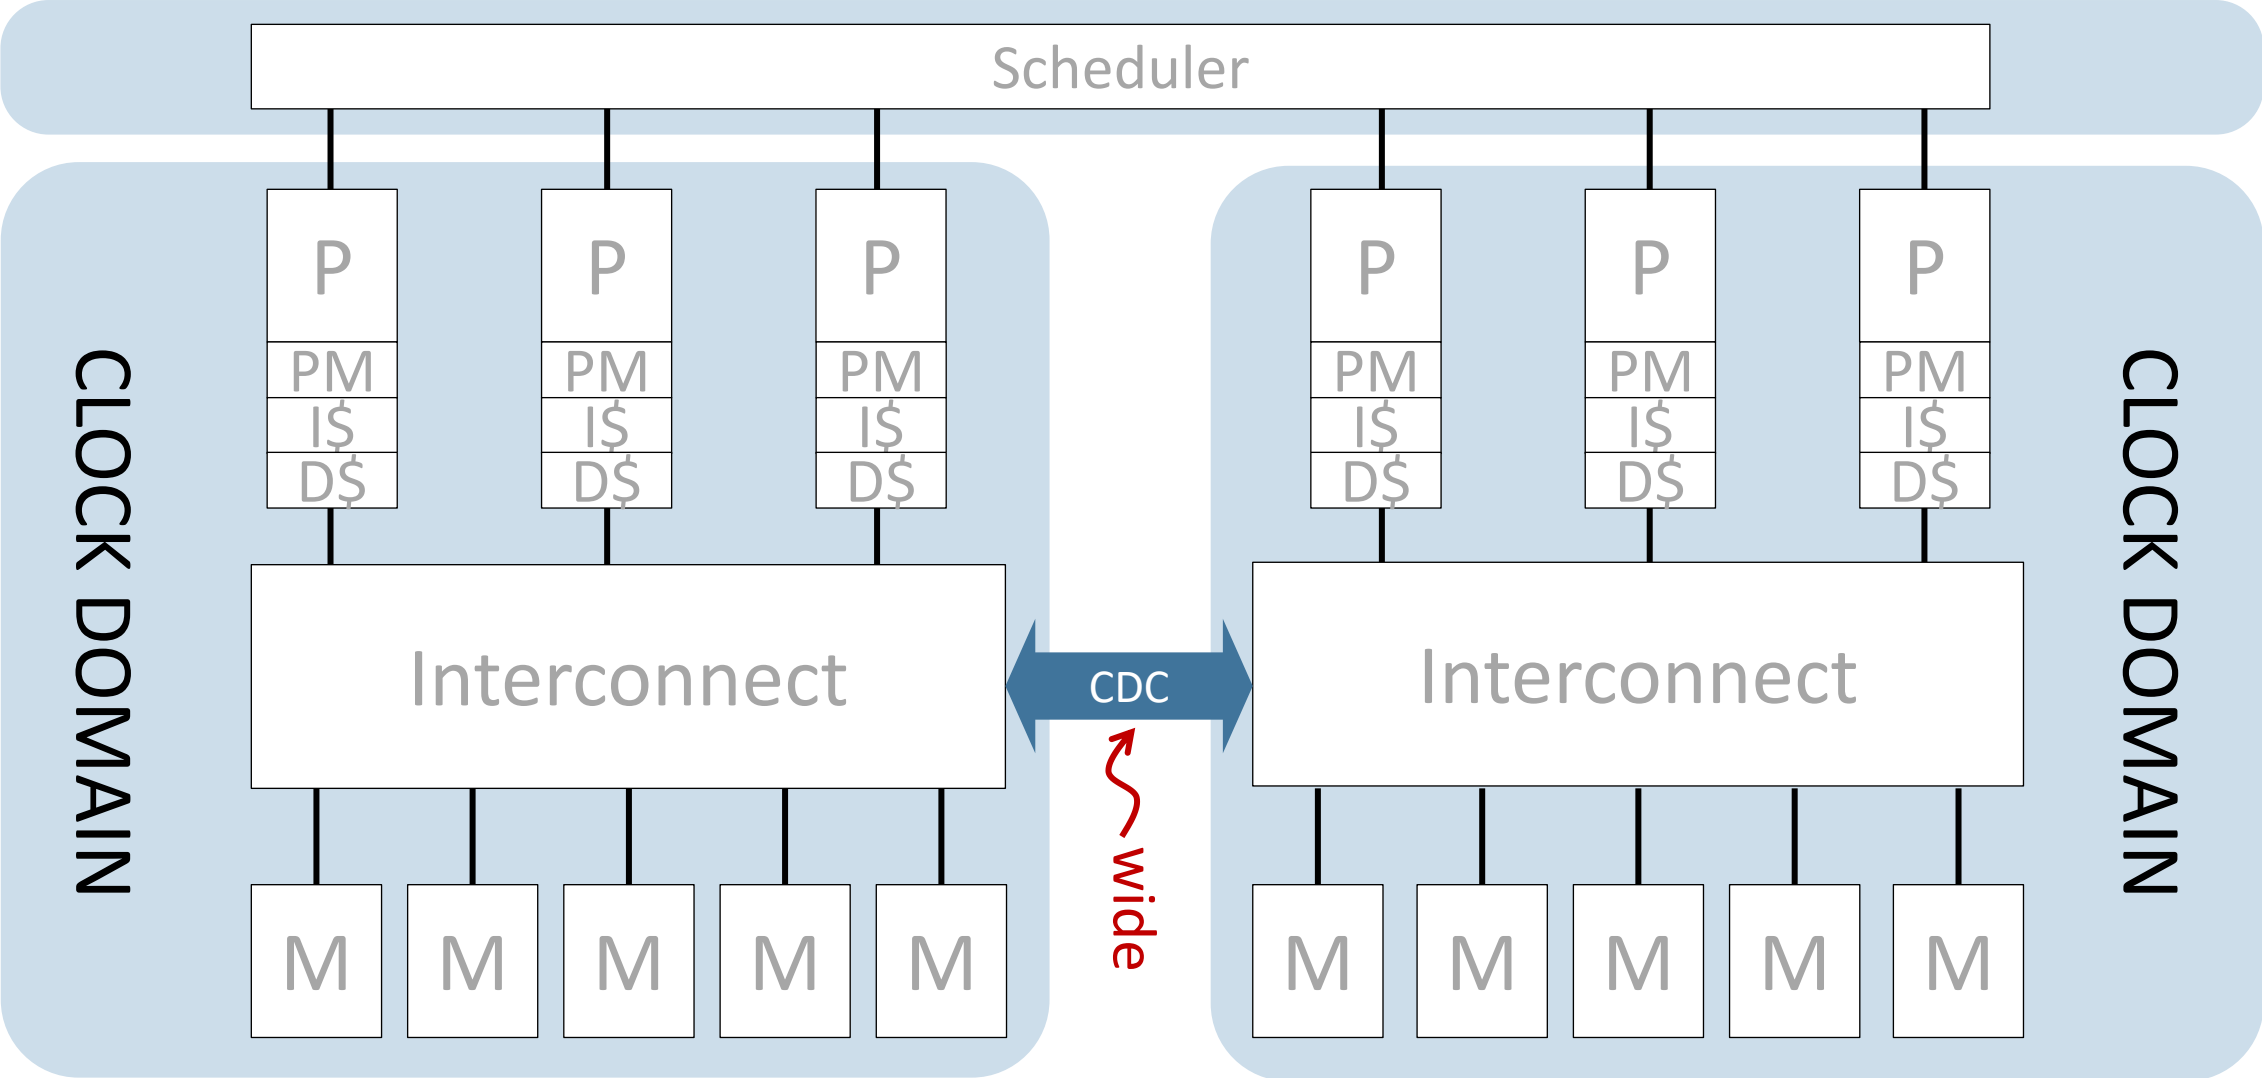 Scheduler
P
P
P
P
P
P
PM
PM
PM
PM
PM
PM
I$
I$
I$
I$
I$
I$
D$
D$
D$
D$
D$
D$
CLOCK DOMAIN
CLOCK DOMAIN
Interconnect
CDC
Interconnect
wide
M
M
M
M
M
M
M
M
M
M